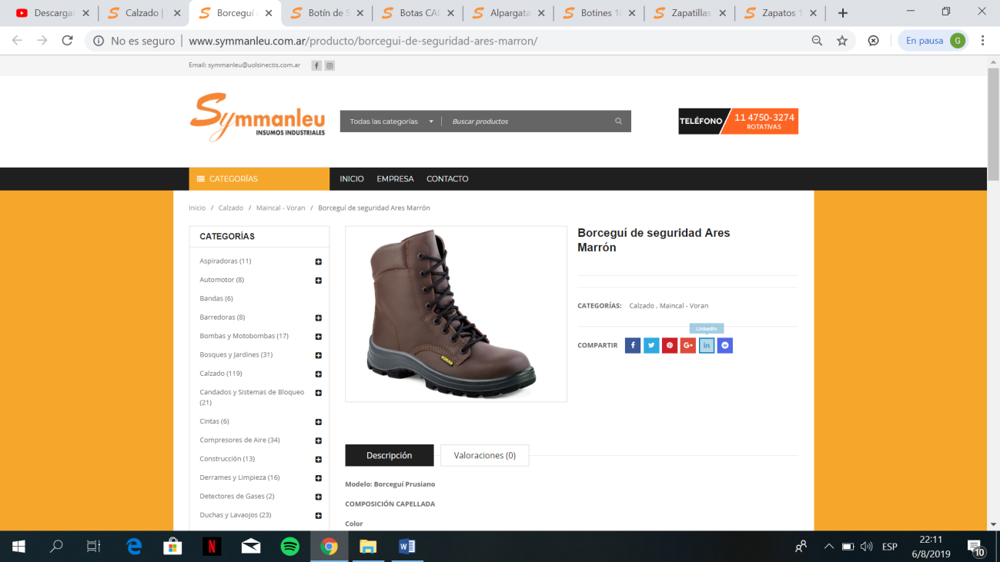 Descargar
Calzado |
Borceguí d
Botín de S
Botas CAL
Alpargata
Botines 10
Zapatillas
Zapatos 1
No es seguro | www.symmanleu.com.ar/producto/borcegui-de-seguridad-ares-marron/
En pausa G
Email: symmanleu@uolsinectis.com.ar
Symmanleu
INSUMOS INDUSTRIALES
Todas las categorías
Buscar productos
TELÉFONO
11 4750-3274
ROTATIVAS
CATEGORÍAS
INICIO
EMPRESA
CONTACTO
Inicio / Calzado / Maincal - Voran / Borceguí de seguridad Ares Marrón
CATEGORÍAS
Aspiradoras (11)
Automotor (8)
Bandas (6)
Barredoras (8)
Bombas y Motobombas (17)
Bosques y Jardines (31)
Calzado (119)
Candados y Sistemas de Bloqueo
(21)
Cintas (6)
Compresores de Aire (34)
Construcción (13)
Derrames y Limpieza (16)
Detectores de Gases (2)
Duchas y Lavaojos (23)
VORAN
Borceguí de seguridad Ares
Marrón
CATEGORÍAS: Calzado , Maincal - Voran
LinkedIn
COMPARTIR
Descripción
Valoraciones (0)
Modelo: Borceguí Prusiano
COMPOSICIÓN CAPELLADA
Color
ESP
22:11
6/8/2019
10